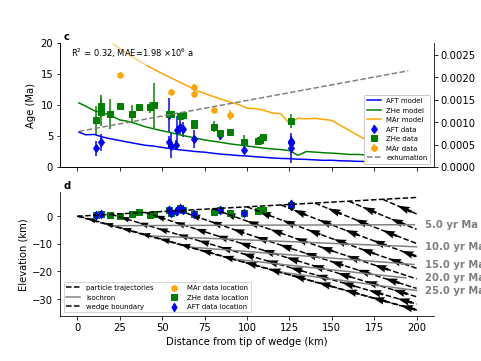 c
R² = 0.32, MAE=1.98 ×10⁶ a
20
15
10
5
0
Age (Ma)
0.0025
0.0020
0.0015
0.0010
0.0005
0.0000
AFT model
ZHe model
MAr model
AFT data
ZHe data
MAr data
exhumation
d
0
−10
−20
−30
Elevation (km)
5.0 yr Ma
10.0 yr Ma
15.0 yr Ma
20.0 yr Ma
25.0 yr Ma
particle trajectories
isochron
wedge boundary
MAr data location
ZHe data location
AFT data location
0 25 50 75 100 125 150 175 200
Distance from tip of wedge (km)